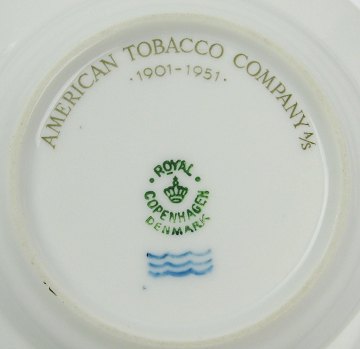 AMERICAN TOBACCO COMPANY A/S
·1901-1951·
· ROYAL ·
COPENHAGEN
DENMARK